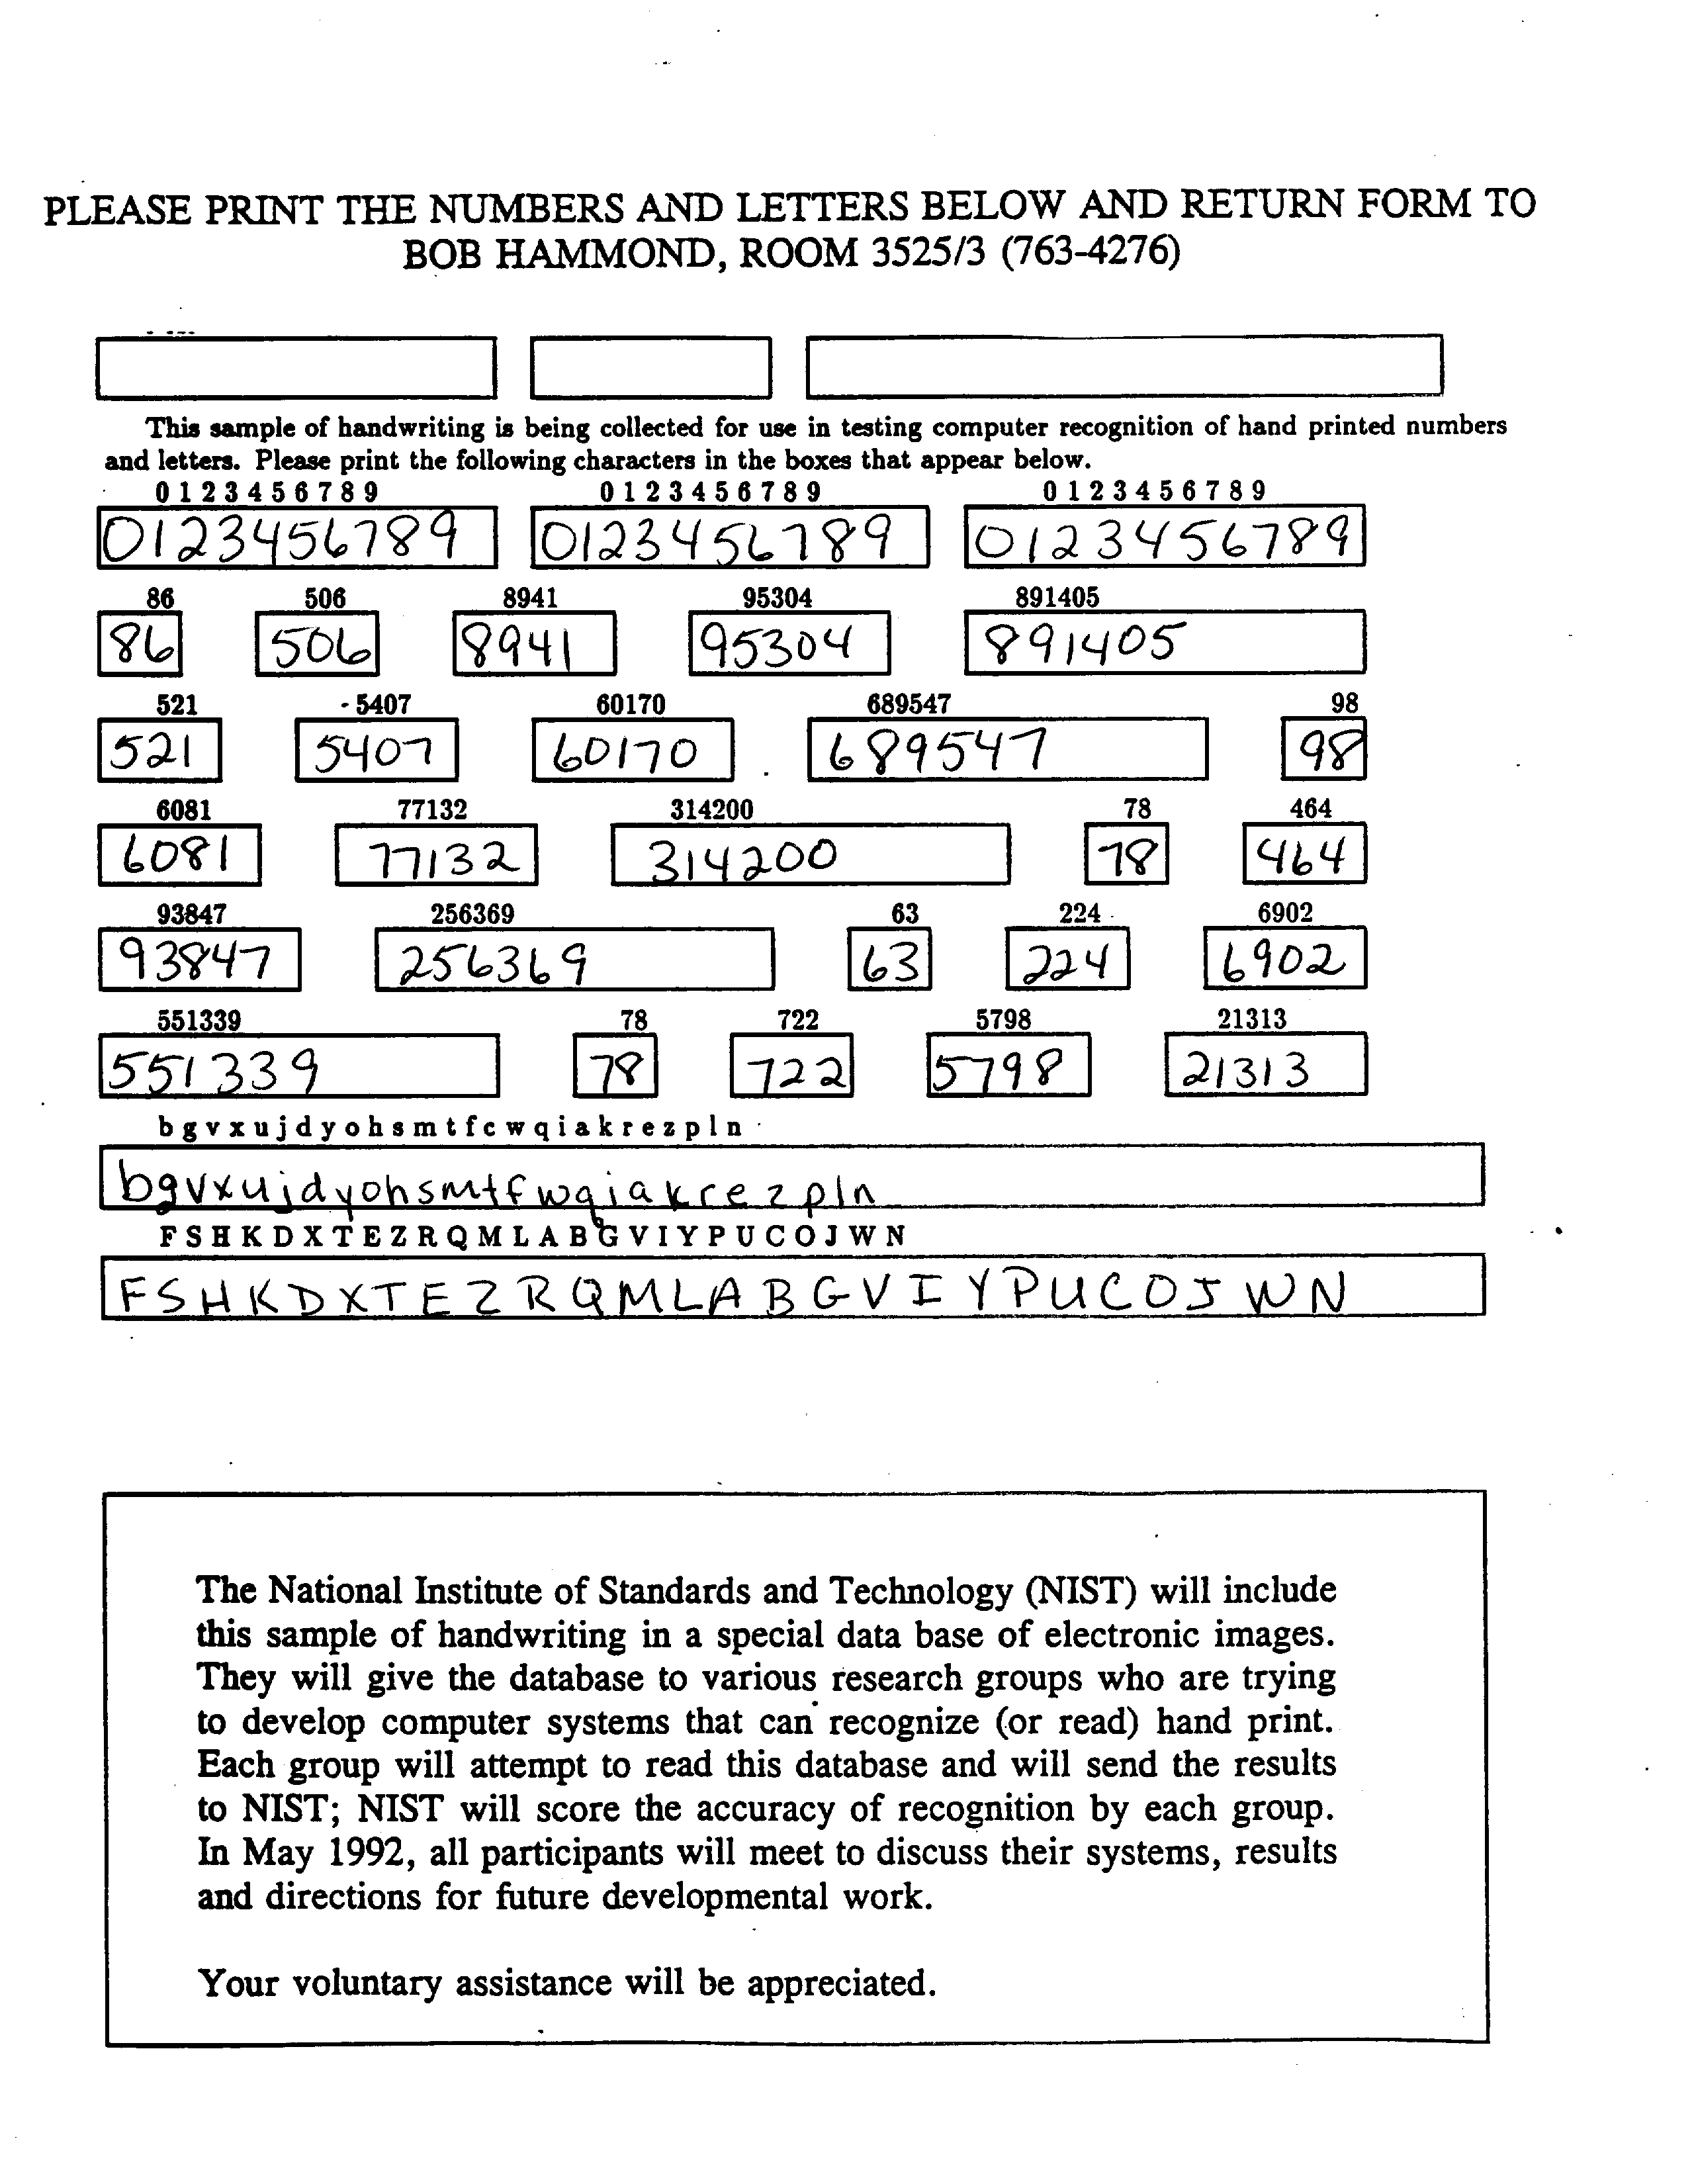 PLEASE PRINT THE NUMBERS AND LETTERS BELOW AND RETURN FORM TO
BOB HAMMOND, ROOM 3525/3 (763-4276)
This sample of handwriting is being collected for use in testing computer recognition of hand printed numbers
and letters. Please print the following characters in the boxes that appear below.
0 1 2 3 4 5 6 7 8 9 0 1 2 3 4 5 6 7 8 9 0 1 2 3 4 5 6 7 8 9
0123456789 0123456789 0123456789
86 506 8941 95304 891405
86 506 8941 95304 891405
521 5407 60170 689547 98
521 5407 60170 689547 98
6081 77132 314200 78 464
6081 77132 314200 78 464
93847 256369 63 224 6902
93847 256369 63 224 6902
551339 78 722 5798 21313
551339 78 722 5798 21313
b g v x u j d y o h s m t f c w q i a k r e z p l n
bgvxujdyohsmtfwqiakrezpln
F S H K D X T E Z R Q M L A B G V I Y P U C O J W N
FSHKDXTEZRQMLABGVIYPUCOJWN
The National Institute of Standards and Technology (NIST) will include
this sample of handwriting in a special data base of electronic images.
They will give the database to various research groups who are trying
to develop computer systems that can recognize (or read) hand print.
Each group will attempt to read this database and will send the results
to NIST; NIST will score the accuracy of recognition by each group.
In May 1992, all participants will meet to discuss their systems, results
and directions for future developmental work.
Your voluntary assistance will be appreciated.